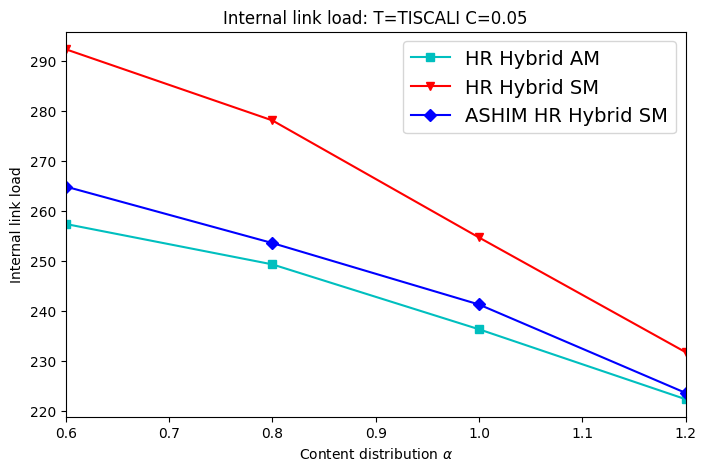 Internal link load: T=TISCALI C=0.05
HR Hybrid AM
HR Hybrid SM
ASHIM HR Hybrid SM
Internal link load
290
280
270
260
250
240
230
220
0.6
0.7
0.8
0.9
1.0
1.1
1.2
Content distribution α